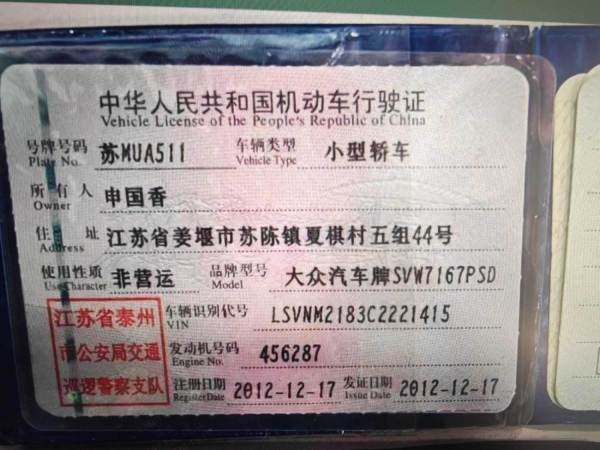 中华人民共和国机动车行驶证
Vehicle License of the People's Republic of China
号牌号码 Plate No. 苏MUA511 车辆类型 Vehicle Type 小型轿车
所有人 Owner 申国香
住址 Address 江苏省姜堰市苏陈镇夏棋村五组44号
使用性质 Use Character 非营运 品牌型号 Model 大众汽车牌SVW7167PSD
江苏省泰州
市公安局交通
巡逻警察支队
车辆识别代号 VIN LSVNM2183C2221415
发动机号码 Engine No. 456287
注册日期 Register Date 2012-12-17 发证日期 Issue Date 2012-12-17